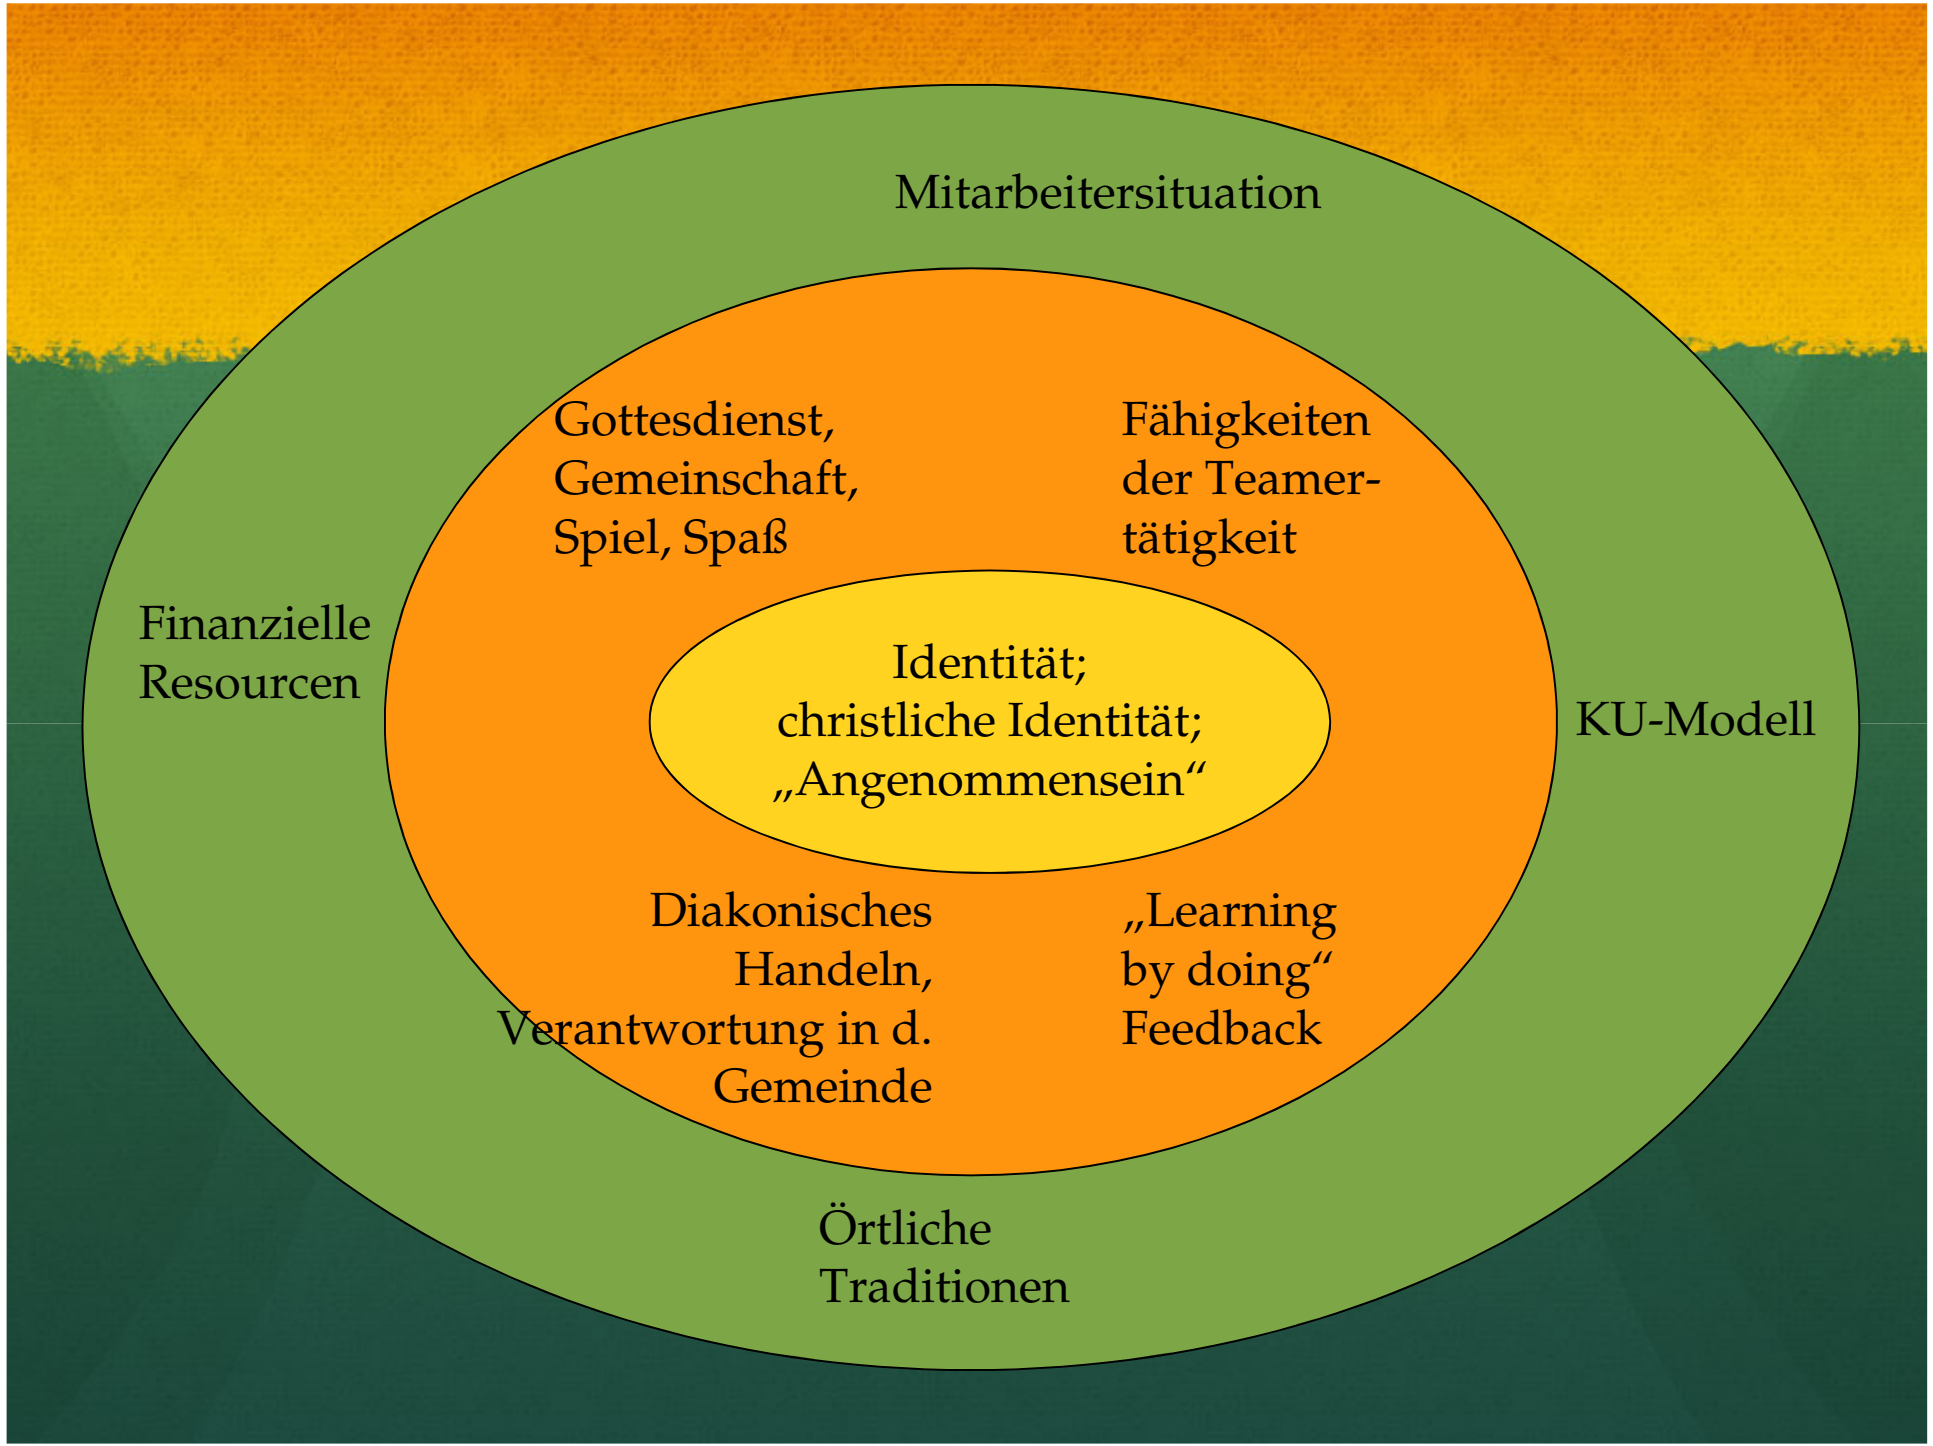 Mitarbeitersituation
Gottesdienst,
Gemeinschaft,
Spiel, Spaß
Fähigkeiten
der Teamer-
tätigkeit
Finanzielle
Resourcen
Identität;
christliche Identität;
„Angenommensein“
KU-Modell
Diakonisches
Handeln,
Verantwortung in d.
Gemeinde
„Learning
by doing“
Feedback
Örtliche
Traditionen